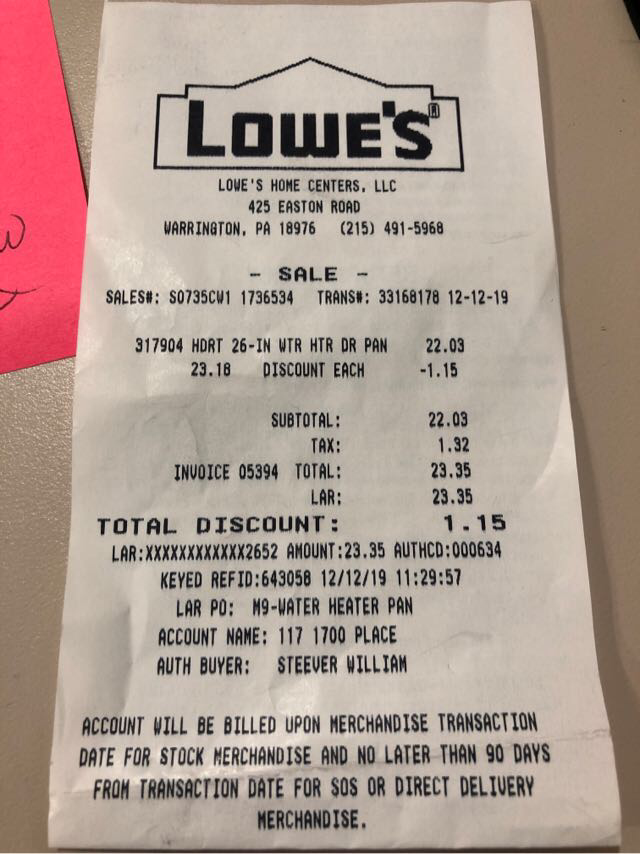 LOWE'S®
LOWE'S HOME CENTERS, LLC
425 EASTON ROAD
WARRINGTON, PA 18976 (215) 491-5968
- SALE -
SALES#: S0735CW1 1736534 TRANS#: 33168178 12-12-19
317904 HDRT 26-IN WTR HTR DR PAN 22.03
23.18 DISCOUNT EACH -1.15
SUBTOTAL: 22.03
TAX: 1.32
INVOICE 05394 TOTAL: 23.35
LAR: 23.35
TOTAL DISCOUNT: 1.15
LAR:XXXXXXXXXXXX2652 AMOUNT:23.35 AUTHCD:000634
KEYED REFID:643058 12/12/19 11:29:57
LAR PO: M9-WATER HEATER PAN
ACCOUNT NAME: 117 1700 PLACE
AUTH BUYER: STEEVER WILLIAM
ACCOUNT WILL BE BILLED UPON MERCHANDISE TRANSACTION
DATE FOR STOCK MERCHANDISE AND NO LATER THAN 90 DAYS
FROM TRANSACTION DATE FOR SOS OR DIRECT DELIVERY
MERCHANDISE.